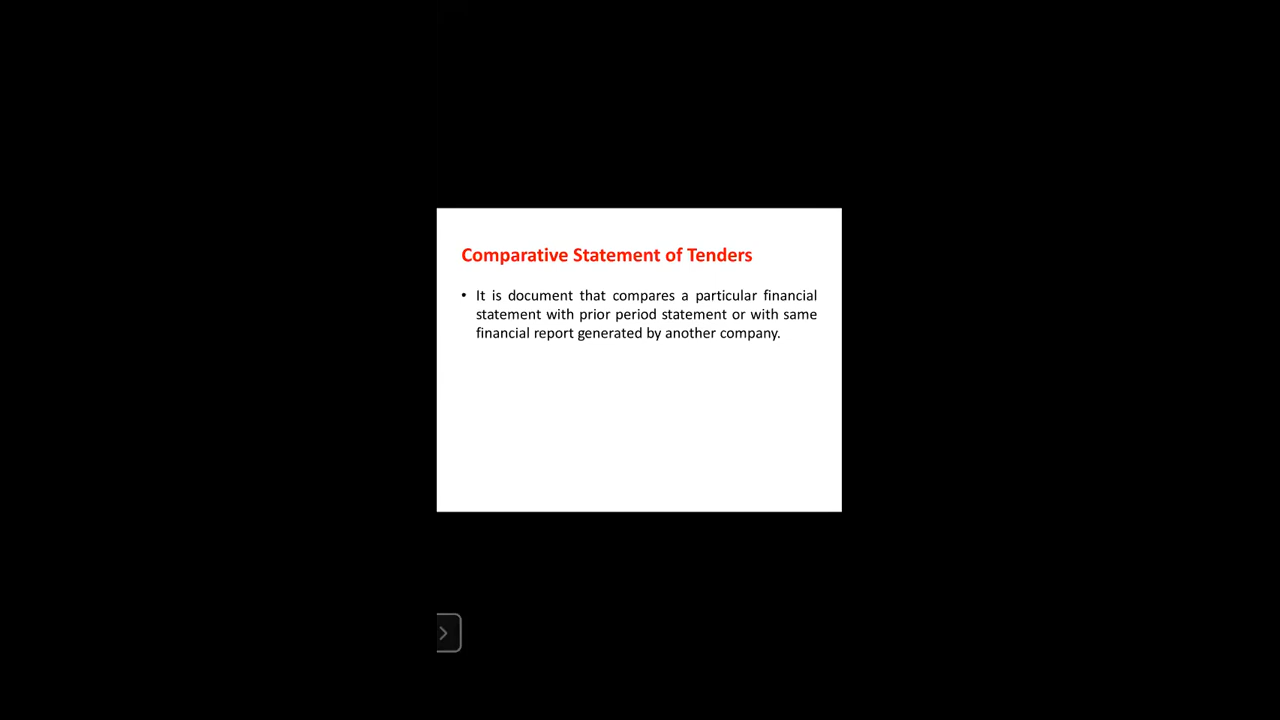 Comparative Statement of Tenders
• It is document that compares a particular financial
statement with prior period statement or with same
financial report generated by another company.